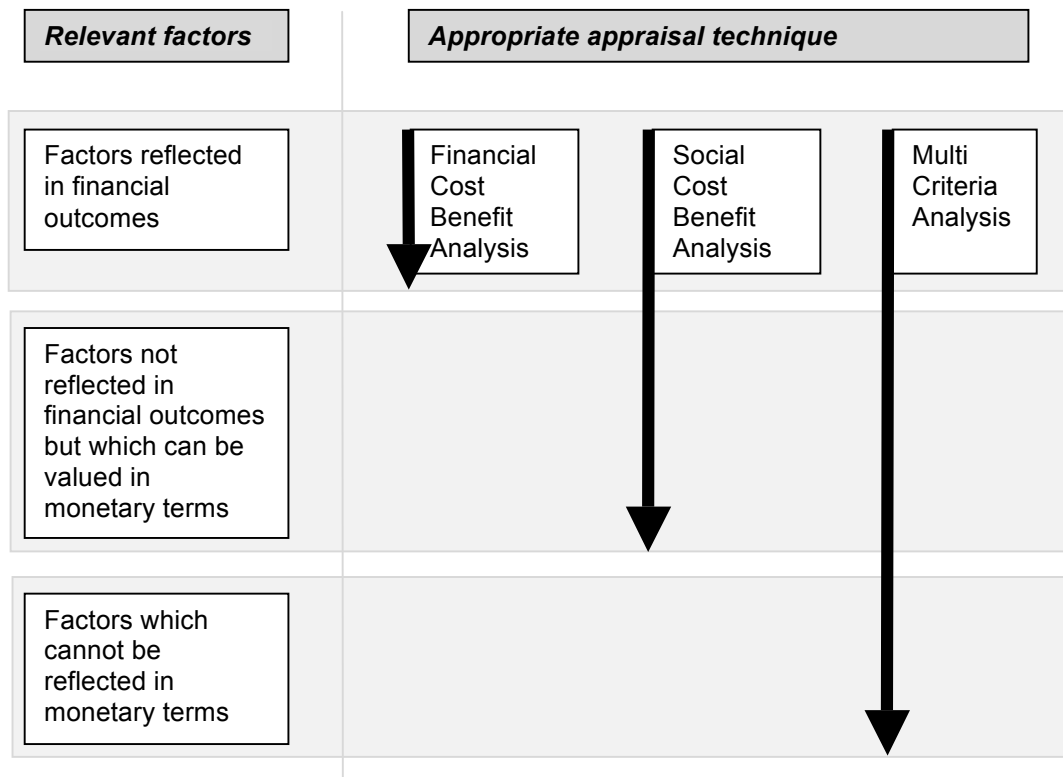 Relevant factors
Appropriate appraisal technique
Factors reflected
in financial
outcomes
Financial
Cost
Benefit
Analysis
Social
Cost
Benefit
Analysis
Multi
Criteria
Analysis
Factors not
reflected in
financial outcomes
but which can be
valued in
monetary terms
Factors which
cannot be
reflected in
monetary terms